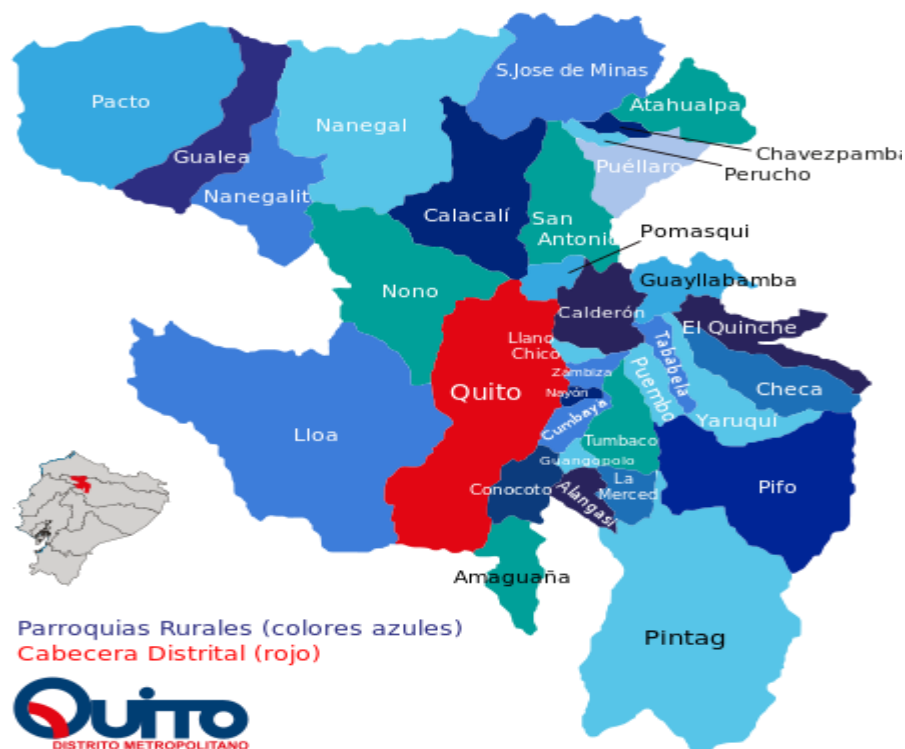 S.Jose de Minas
Pacto
Atahualpa
Nanegal
Gualea
Chavezpamba
Puéllaro
Perucho
Nanegalit
Calacalí
San
Antonio
Pomasqui
Nono
Guayllabamba
Calderón
El Quinche
Llano
Chico
Tababela
Zambiza
Puembo
Quito
Nayón
Checa
Cumbaya
Yaruquí
Lloa
Tumbaco
Guangopolo
Conocoto
Alangasí
La
Merced
Pifo
Amaguaña
Pintag
Parroquias Rurales (colores azules)
Cabecera Distrital (rojo)
QUITO
DISTRITO METROPOLITANO